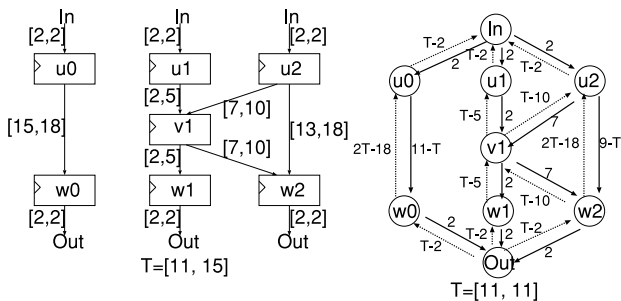 In In In
[2,2] [2,2] [2,2]
u0 u1 u2
[2,5] [7,10]
[15,18] v1 [7,10] [13,18]
[2,5]
w0 w1 w2
[2,2] [2,2] [2,2]
Out Out Out
T=[11, 15]
In
T-2 2 T-2 2 2 T-2
u0 u1 u2
T-5 2 T-10 7
v1
2T-18 11-T 2T-18 9-T
T-5 2 7 T-10
w0 w1 w2
2 T-2 T-2 2 T-2 2
Out
T=[11, 11]